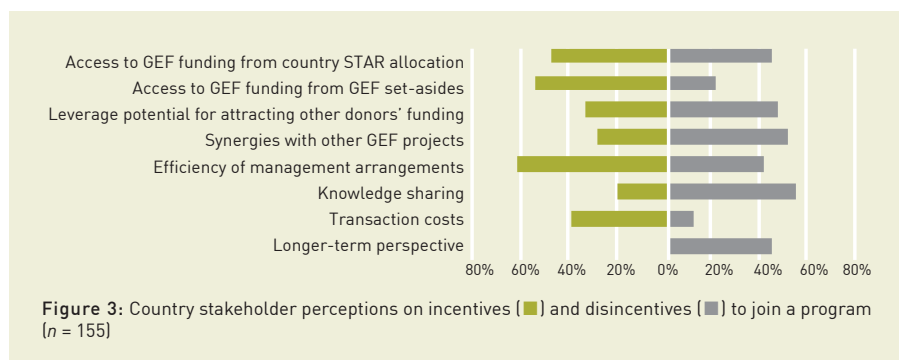 Access to GEF funding from country STAR allocation
Access to GEF funding from GEF set-asides
Leverage potential for attracting other donors’ funding
Synergies with other GEF projects
Efficiency of management arrangements
Knowledge sharing
Transaction costs
Longer-term perspective
80% 60% 40% 20% 0% 20% 40% 60% 80%
Figure 3: Country stakeholder perceptions on incentives (■) and disincentives (■) to join a program
(n = 155)